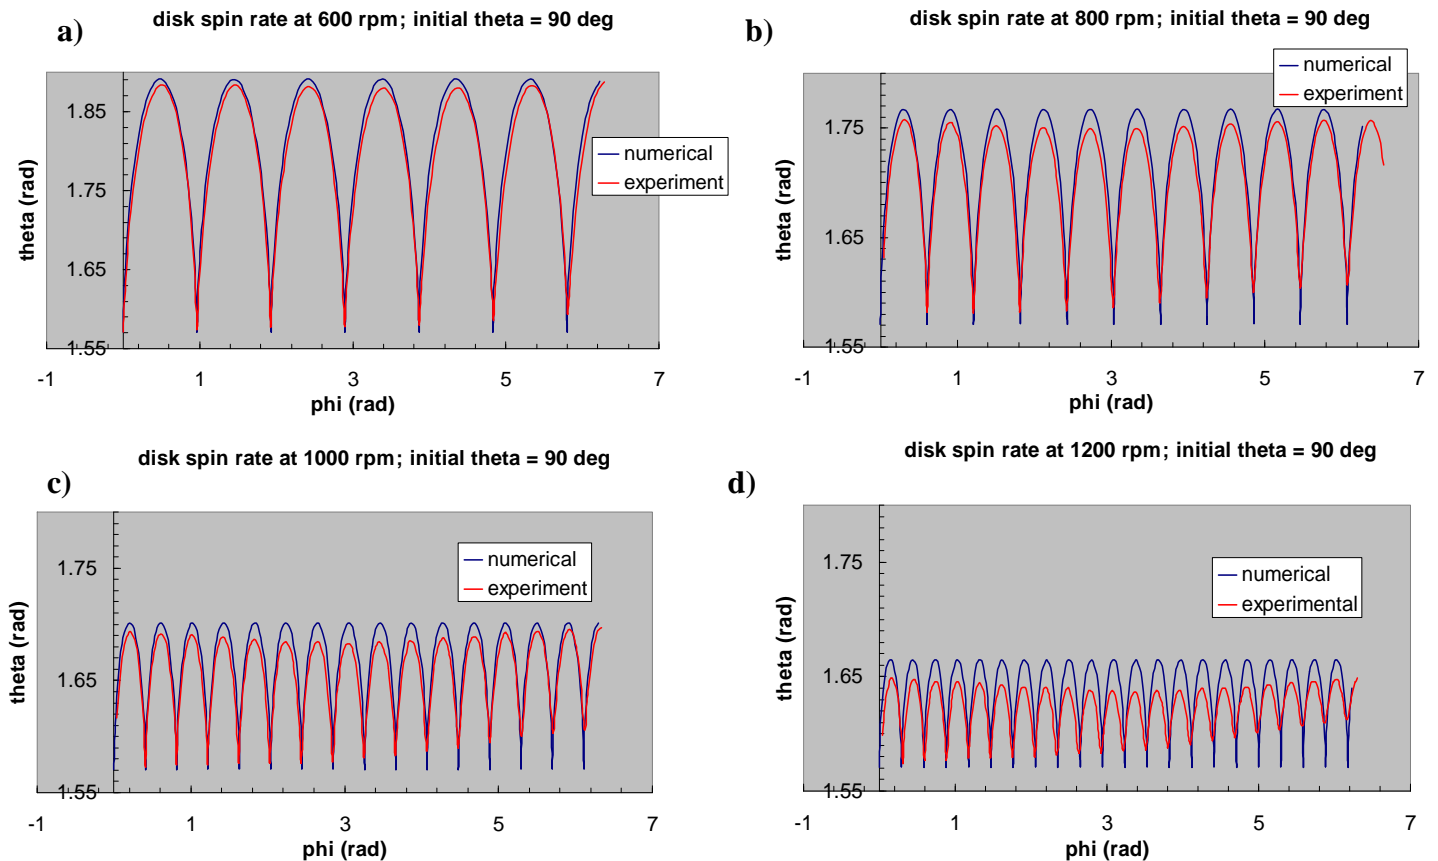 a)
disk spin rate at 600 rpm; initial theta = 90 deg
1.85
1.75
1.65
1.55
-1
1
3
5
7
theta (rad)
phi (rad)
numerical
experiment
b)
disk spin rate at 800 rpm; initial theta = 90 deg
1.75
1.65
1.55
-1
1
3
5
7
theta (rad)
phi (rad)
numerical
experiment
c)
disk spin rate at 1000 rpm; initial theta = 90 deg
1.75
1.65
1.55
-1
1
3
5
7
theta (rad)
phi (rad)
numerical
experiment
d)
disk spin rate at 1200 rpm; initial theta = 90 deg
1.75
1.65
1.55
-1
1
3
5
7
theta (rad)
phi (rad)
numerical
experimental